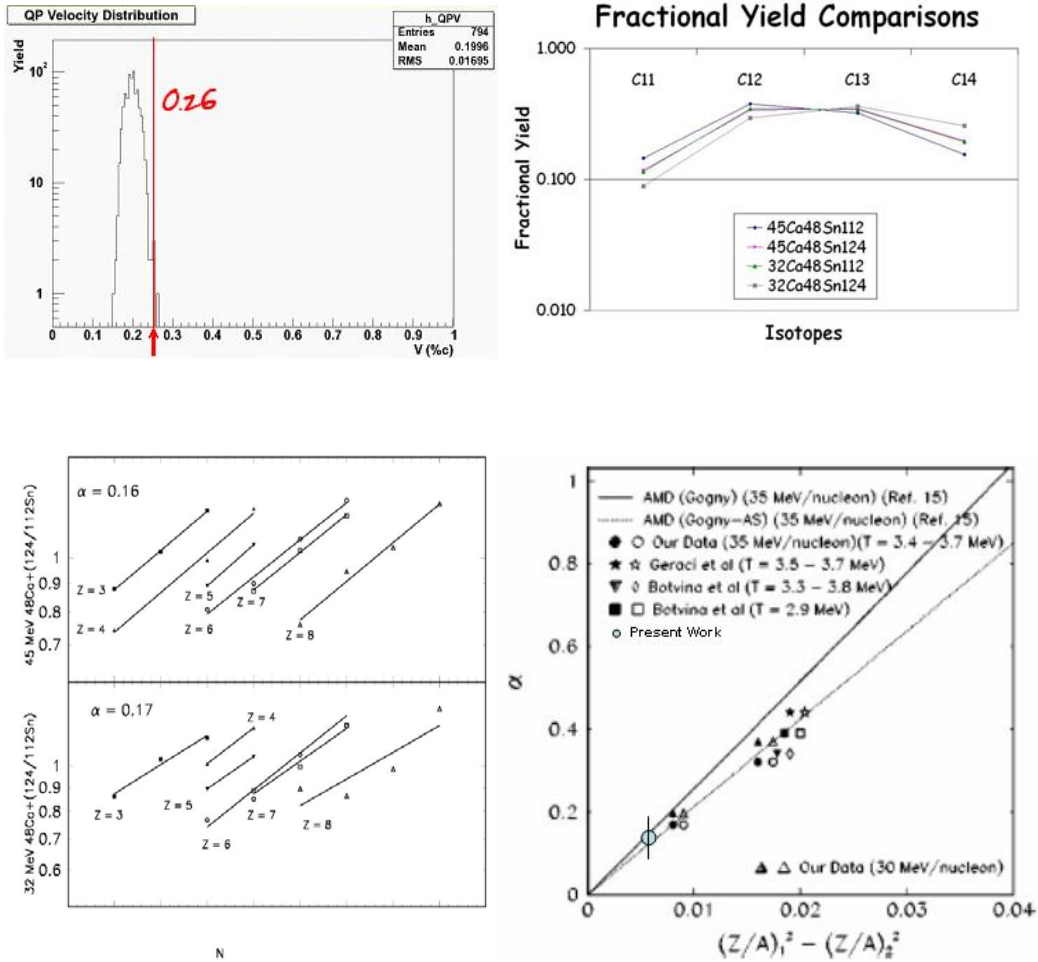 QP Velocity Distribution
h_QPV
Entries 794
Mean 0.1996
RMS 0.01695
Yield
10²
10
1
0.26
0 0.1 0.2 0.3 0.4 0.5 0.6 0.7 0.8 0.9 1
V (%c)
Fractional Yield Comparisons
1.000
0.100
0.010
Fractional Yield
C11 C12 C13 C14
45Ca48Sn112
45Ca48Sn124
32Ca48Sn112
32Ca48Sn124
Isotopes
45 MeV 48Ca+(124/112Sn)
α = 0.16
1
0.9
0.8
0.7
Z = 3
Z = 4
Z = 5
Z = 6
Z = 7
Z = 8
32 MeV 48Ca+(124/112Sn)
α = 0.17
1
0.9
0.8
0.7
0.6
Z = 4
Z = 3
Z = 5
Z = 6
Z = 7
Z = 8
N
α
1
0.8
0.6
0.4
0.2
0
AMD (Gogny) (35 MeV/nucleon) (Ref. 15)
AMD (Gogny-AS) (35 MeV/nucleon) (Ref. 15)
Our Data (35 MeV/nucleon)(T = 3.4 - 3.7 MeV)
Geraci et al (T = 3.5 - 3.7 MeV)
Botvina et al (T = 3.3 - 3.8 MeV)
Botvina et al (T = 2.9 MeV)
Present Work
Our Data (30 MeV/nucleon)
0 0.01 0.02 0.03 0.04
(Z/A)₁² - (Z/A)₂²